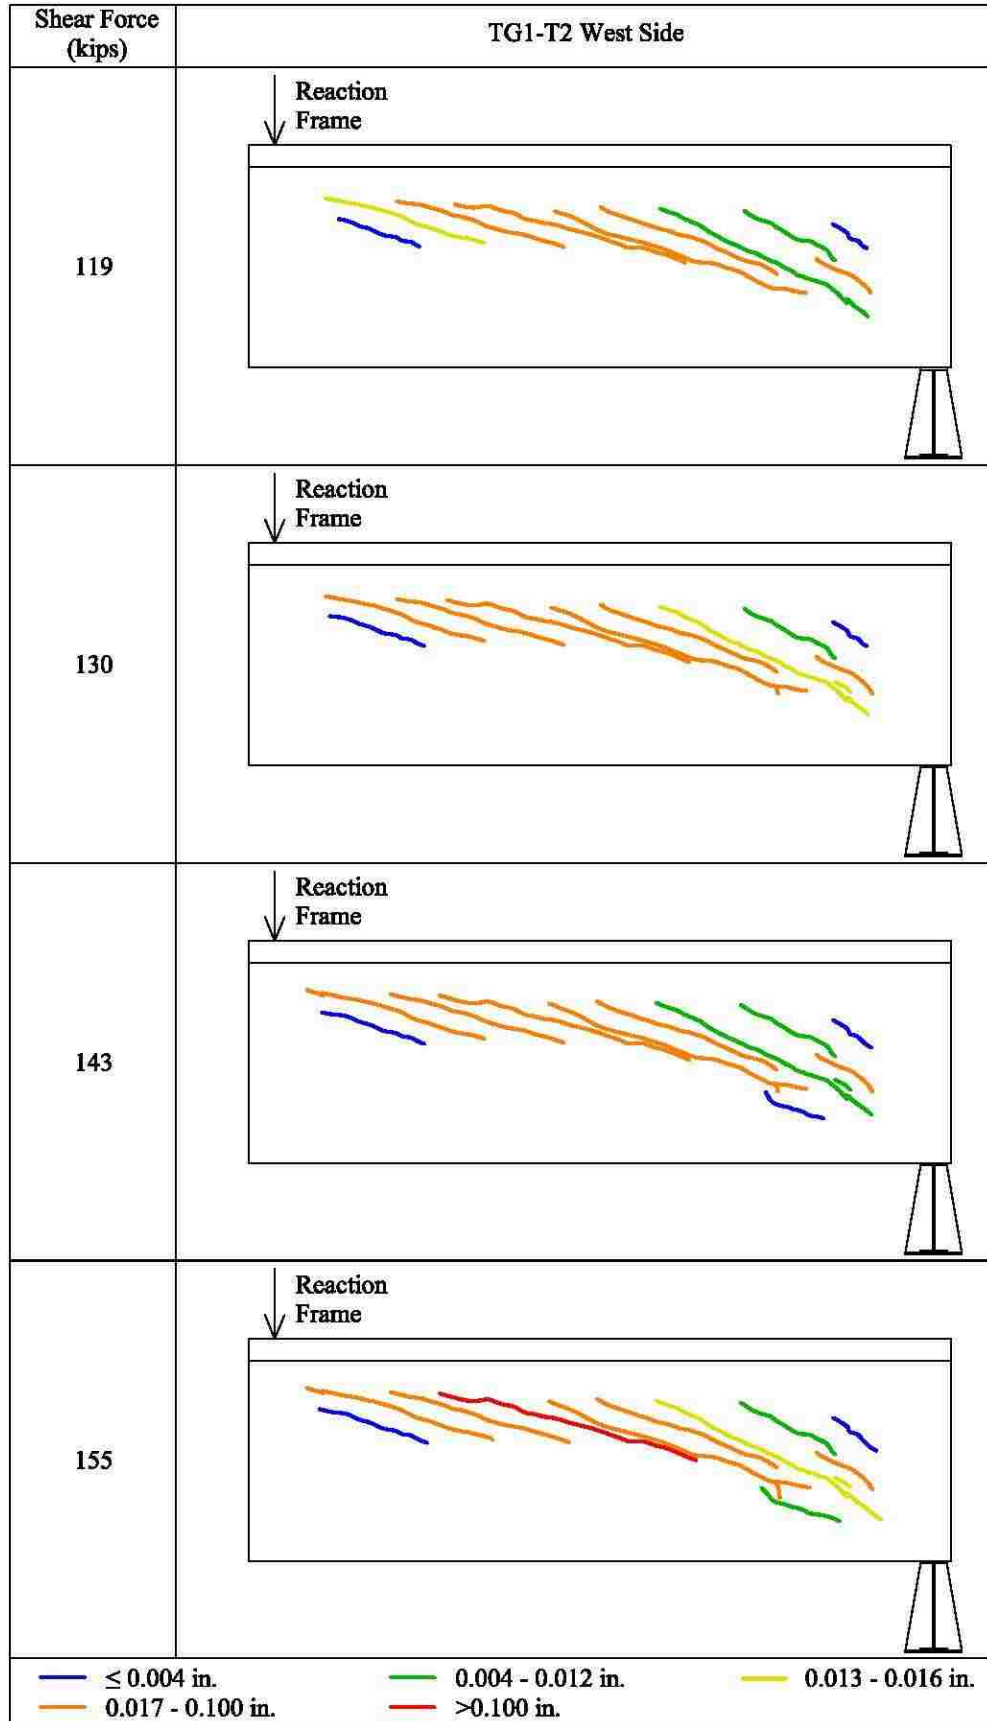 Shear Force
(kips)
TG1-T2 West Side
119
Reaction
Frame
130
Reaction
Frame
143
Reaction
Frame
155
Reaction
Frame
≤ 0.004 in.
0.004 - 0.012 in.
0.013 - 0.016 in.
0.017 - 0.100 in.
>0.100 in.